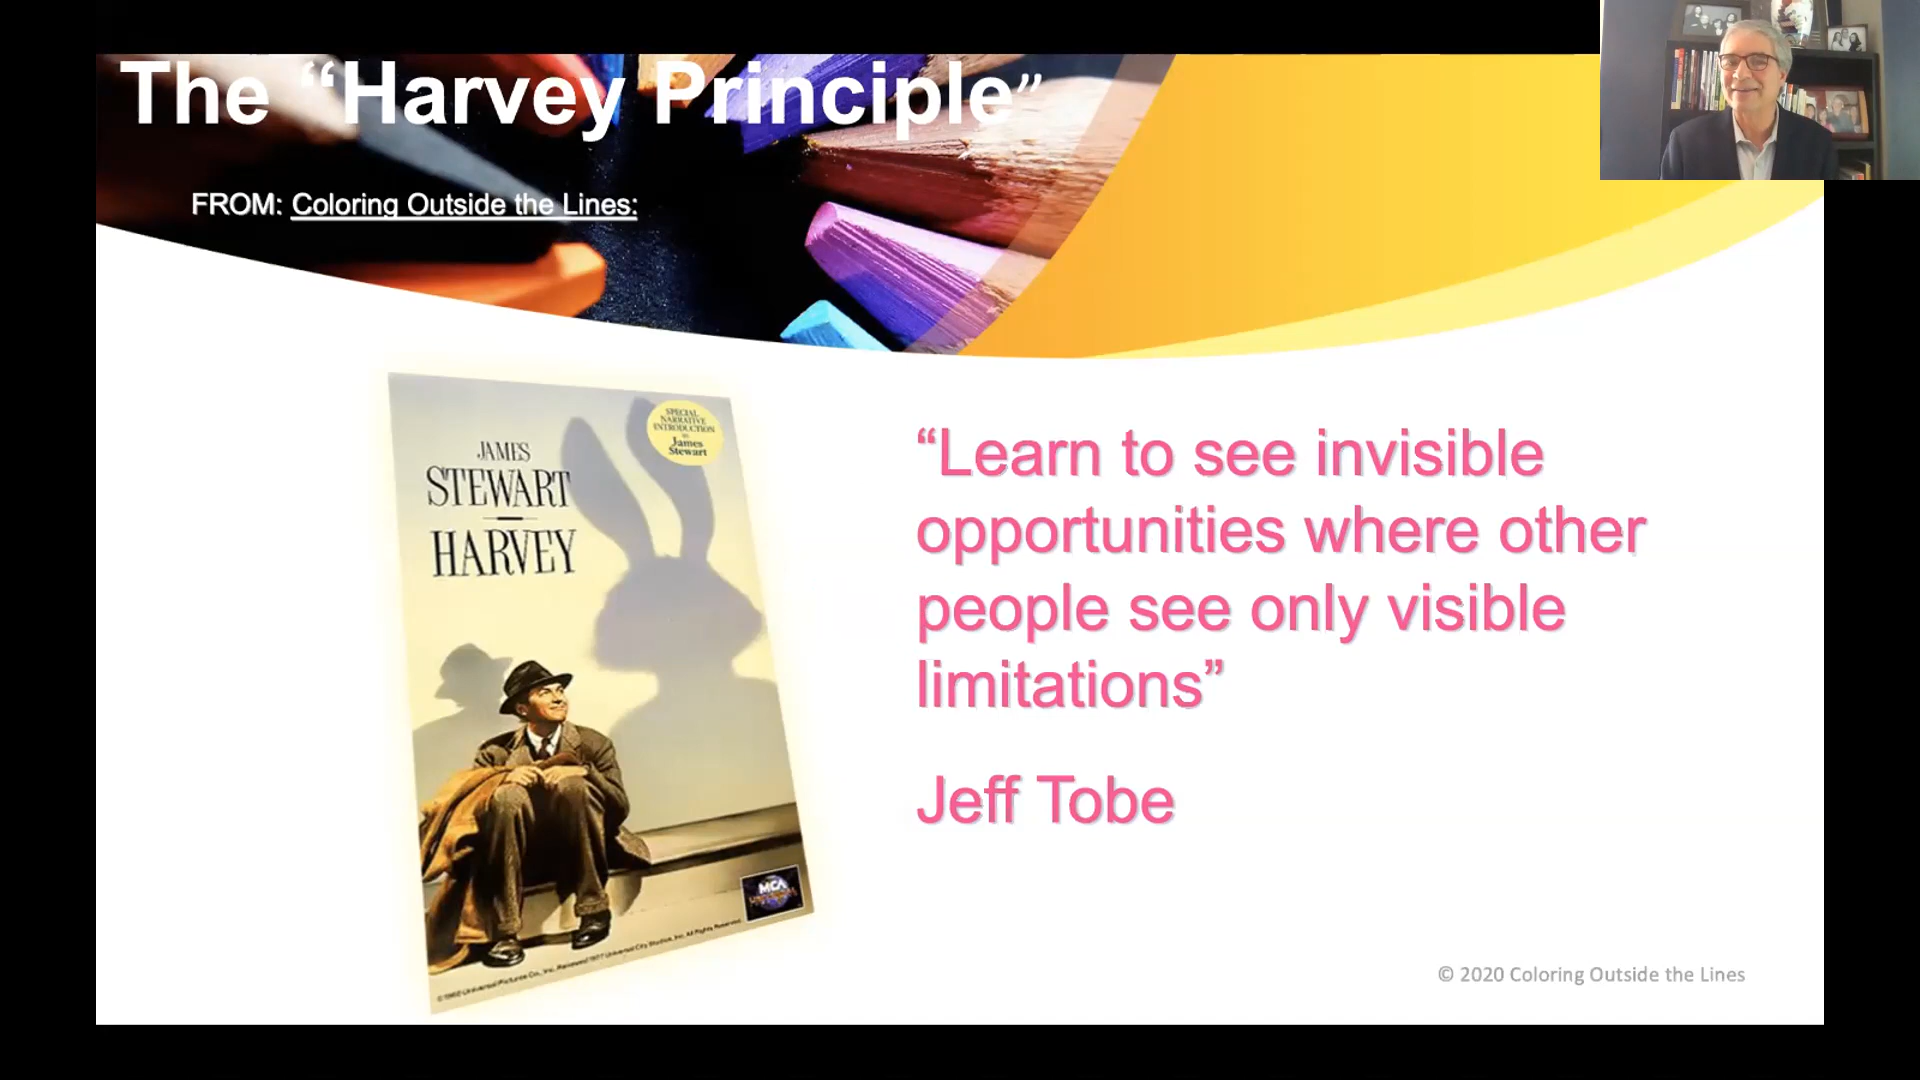 The “Harvey Principle”
FROM: Coloring Outside the Lines:
SPECIAL
NARRATIVE
INTRODUCTION
James
Stewart
JAMES
STEWART
HARVEY
MCA
“Learn to see invisible
opportunities where other
people see only visible
limitations”
Jeff Tobe
© 2020 Coloring Outside the Lines